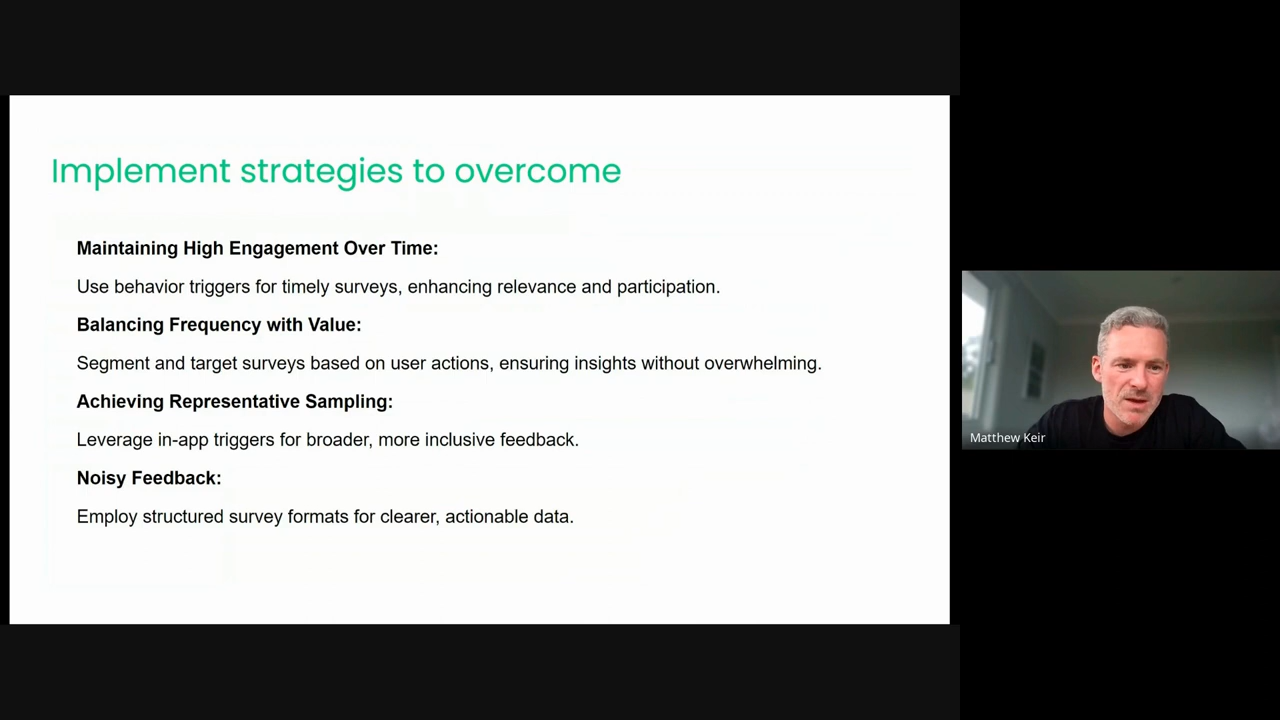 Implement strategies to overcome
Maintaining High Engagement Over Time:
Use behavior triggers for timely surveys, enhancing relevance and participation.
Balancing Frequency with Value:
Segment and target surveys based on user actions, ensuring insights without overwhelming.
Achieving Representative Sampling:
Leverage in-app triggers for broader, more inclusive feedback.
Noisy Feedback:
Employ structured survey formats for clearer, actionable data.
Matthew Keir